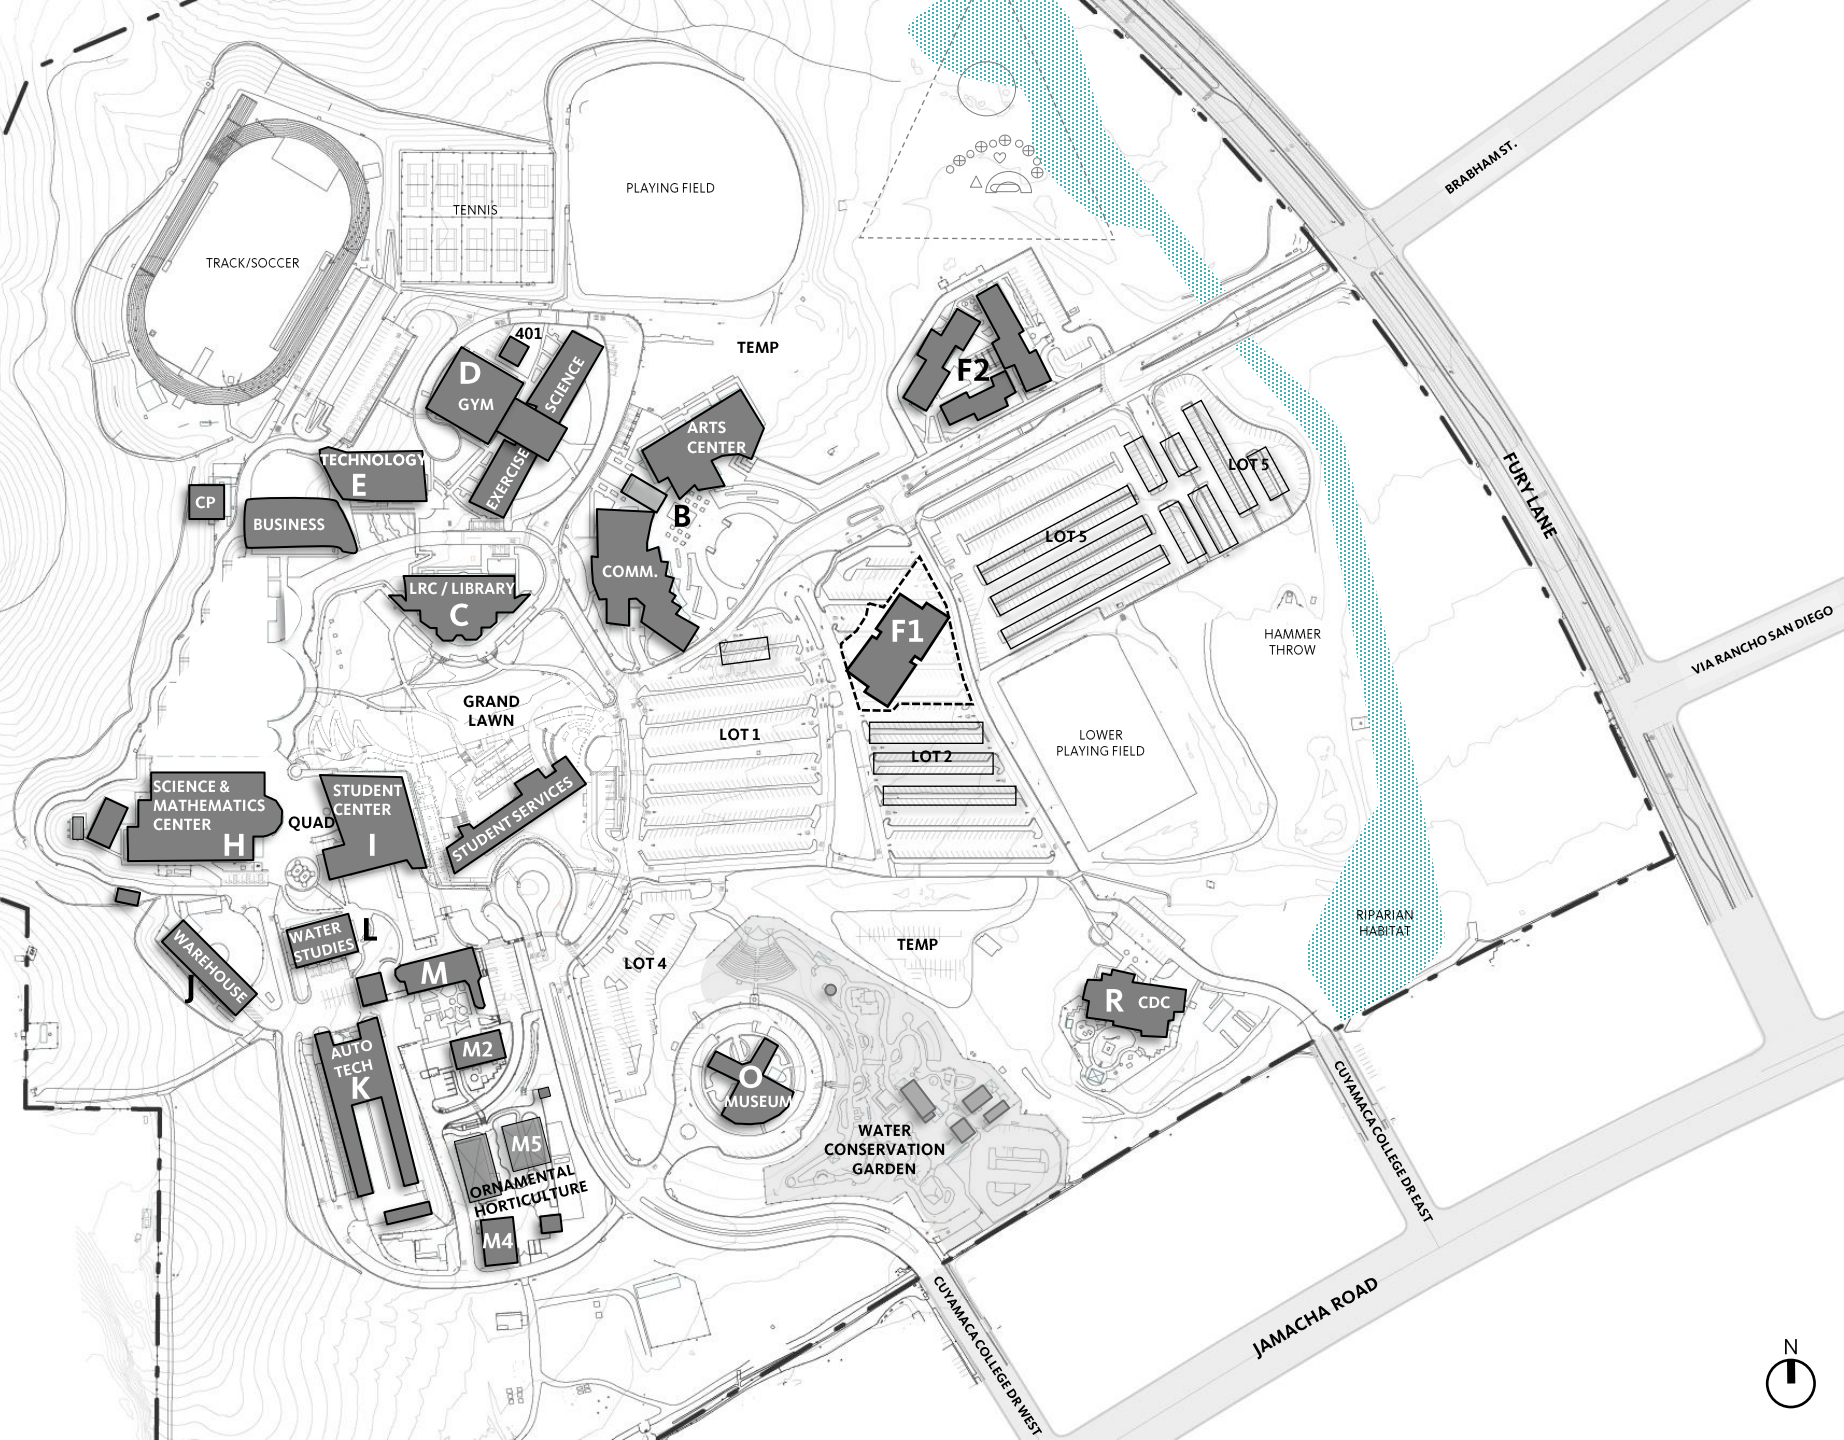 BRABHAM ST.
PLAYING FIELD
TENNIS
TRACK/SOCCER
401
TEMP
D
GYM
SCIENCE
F2
ARTS
CENTER
TECHNOLOGY
E
EXERCISE
LOT 5
FURY LANE
CP
BUSINESS
B
LOT 5
COMM.
LRC / LIBRARY
C
F1
HAMMER
THROW
VIA RANCHO SAN DIEGO
GRAND
LAWN
LOT 1
LOT 2
LOWER
PLAYING FIELD
SCIENCE &
MATHEMATICS
CENTER
H
QUAD
STUDENT
CENTER
I
STUDENT SERVICES
RIPARIAN
HABITAT
WATER
STUDIES
L
WAREHOUSE
J
M
LOT 4
TEMP
R
CDC
AUTO
TECH
K
M2
O
MUSEUM
M5
WATER
CONSERVATION
GARDEN
ORNAMENTAL
HORTICULTURE
M4
CUYAMACA COLLEGE DR EAST
CUYAMACA COLLEGE DR WEST
JAMACHA ROAD
N